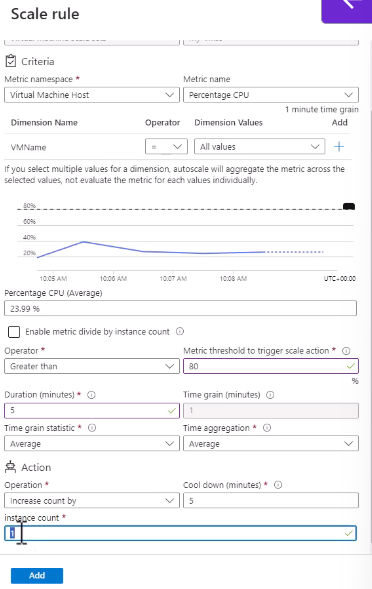 Scale rule
Criteria
Metric namespace *
Metric name
Virtual Machine Host
Percentage CPU
1 minute time grain
Dimension Name Operator Dimension Values Add
VMName = All values +
If you select multiple values for a dimension, autoscale will aggregate the metric across the
selected values, not evaluate the metric for each values individually.
80%
60%
40%
20%
10:05 AM 10:06 AM 10:07 AM 10:08 AM UTC+00:00
Percentage CPU (Average)
23.99 %
Enable metric divide by instance count
Operator *
Metric threshold to trigger scale action *
Greater than
80
%
Duration (minutes) *
Time grain (minutes)
5
1
Time grain statistic *
Time aggregation *
Average
Average
Action
Operation *
Cool down (minutes) *
Increase count by
5
instance count *
1
Add